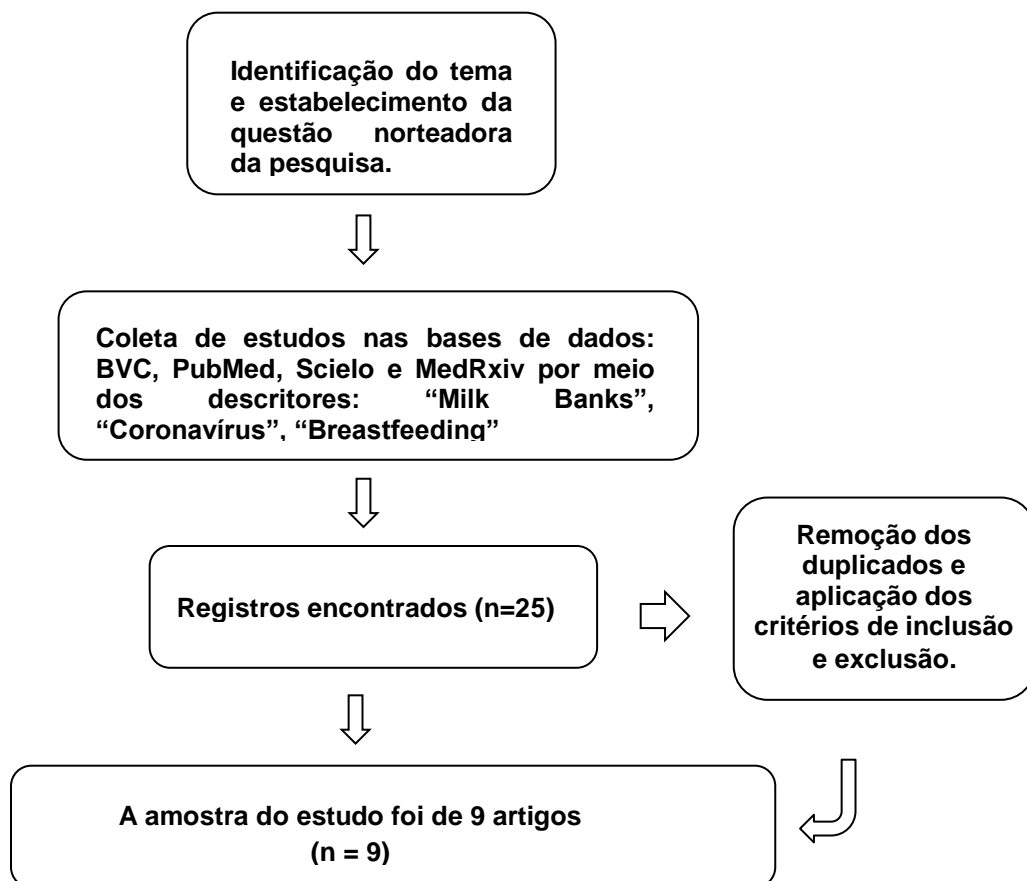 Identificação do tema
e estabelecimento da
questão norteadora
da pesquisa.
Coleta de estudos nas bases de dados:
BVC, PubMed, Scielo e MedRxiv por meio
dos descritores: “Milk Banks”,
“Coronavírus”, “Breastfeeding”
Registros encontrados (n=25)
Remoção dos
duplicados e
aplicação dos
critérios de inclusão
e exclusão.
A amostra do estudo foi de 9 artigos
(n = 9)